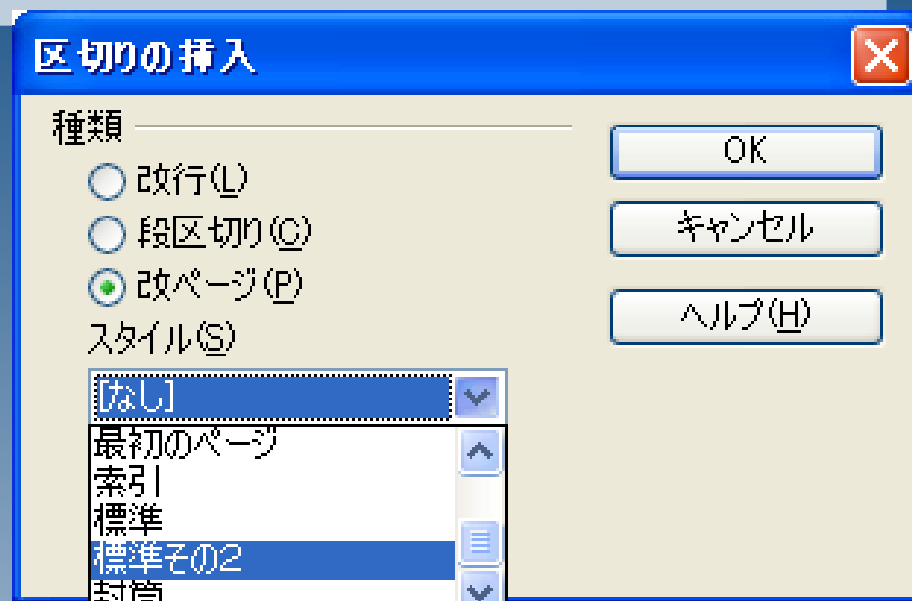 区切りの挿入
種類
改行(L)
段区切り(C)
改ページ(P)
スタイル(S)
[なし]
最初のページ
索引
標準
標準その2
封筒
OK
キャンセル
ヘルプ(H)